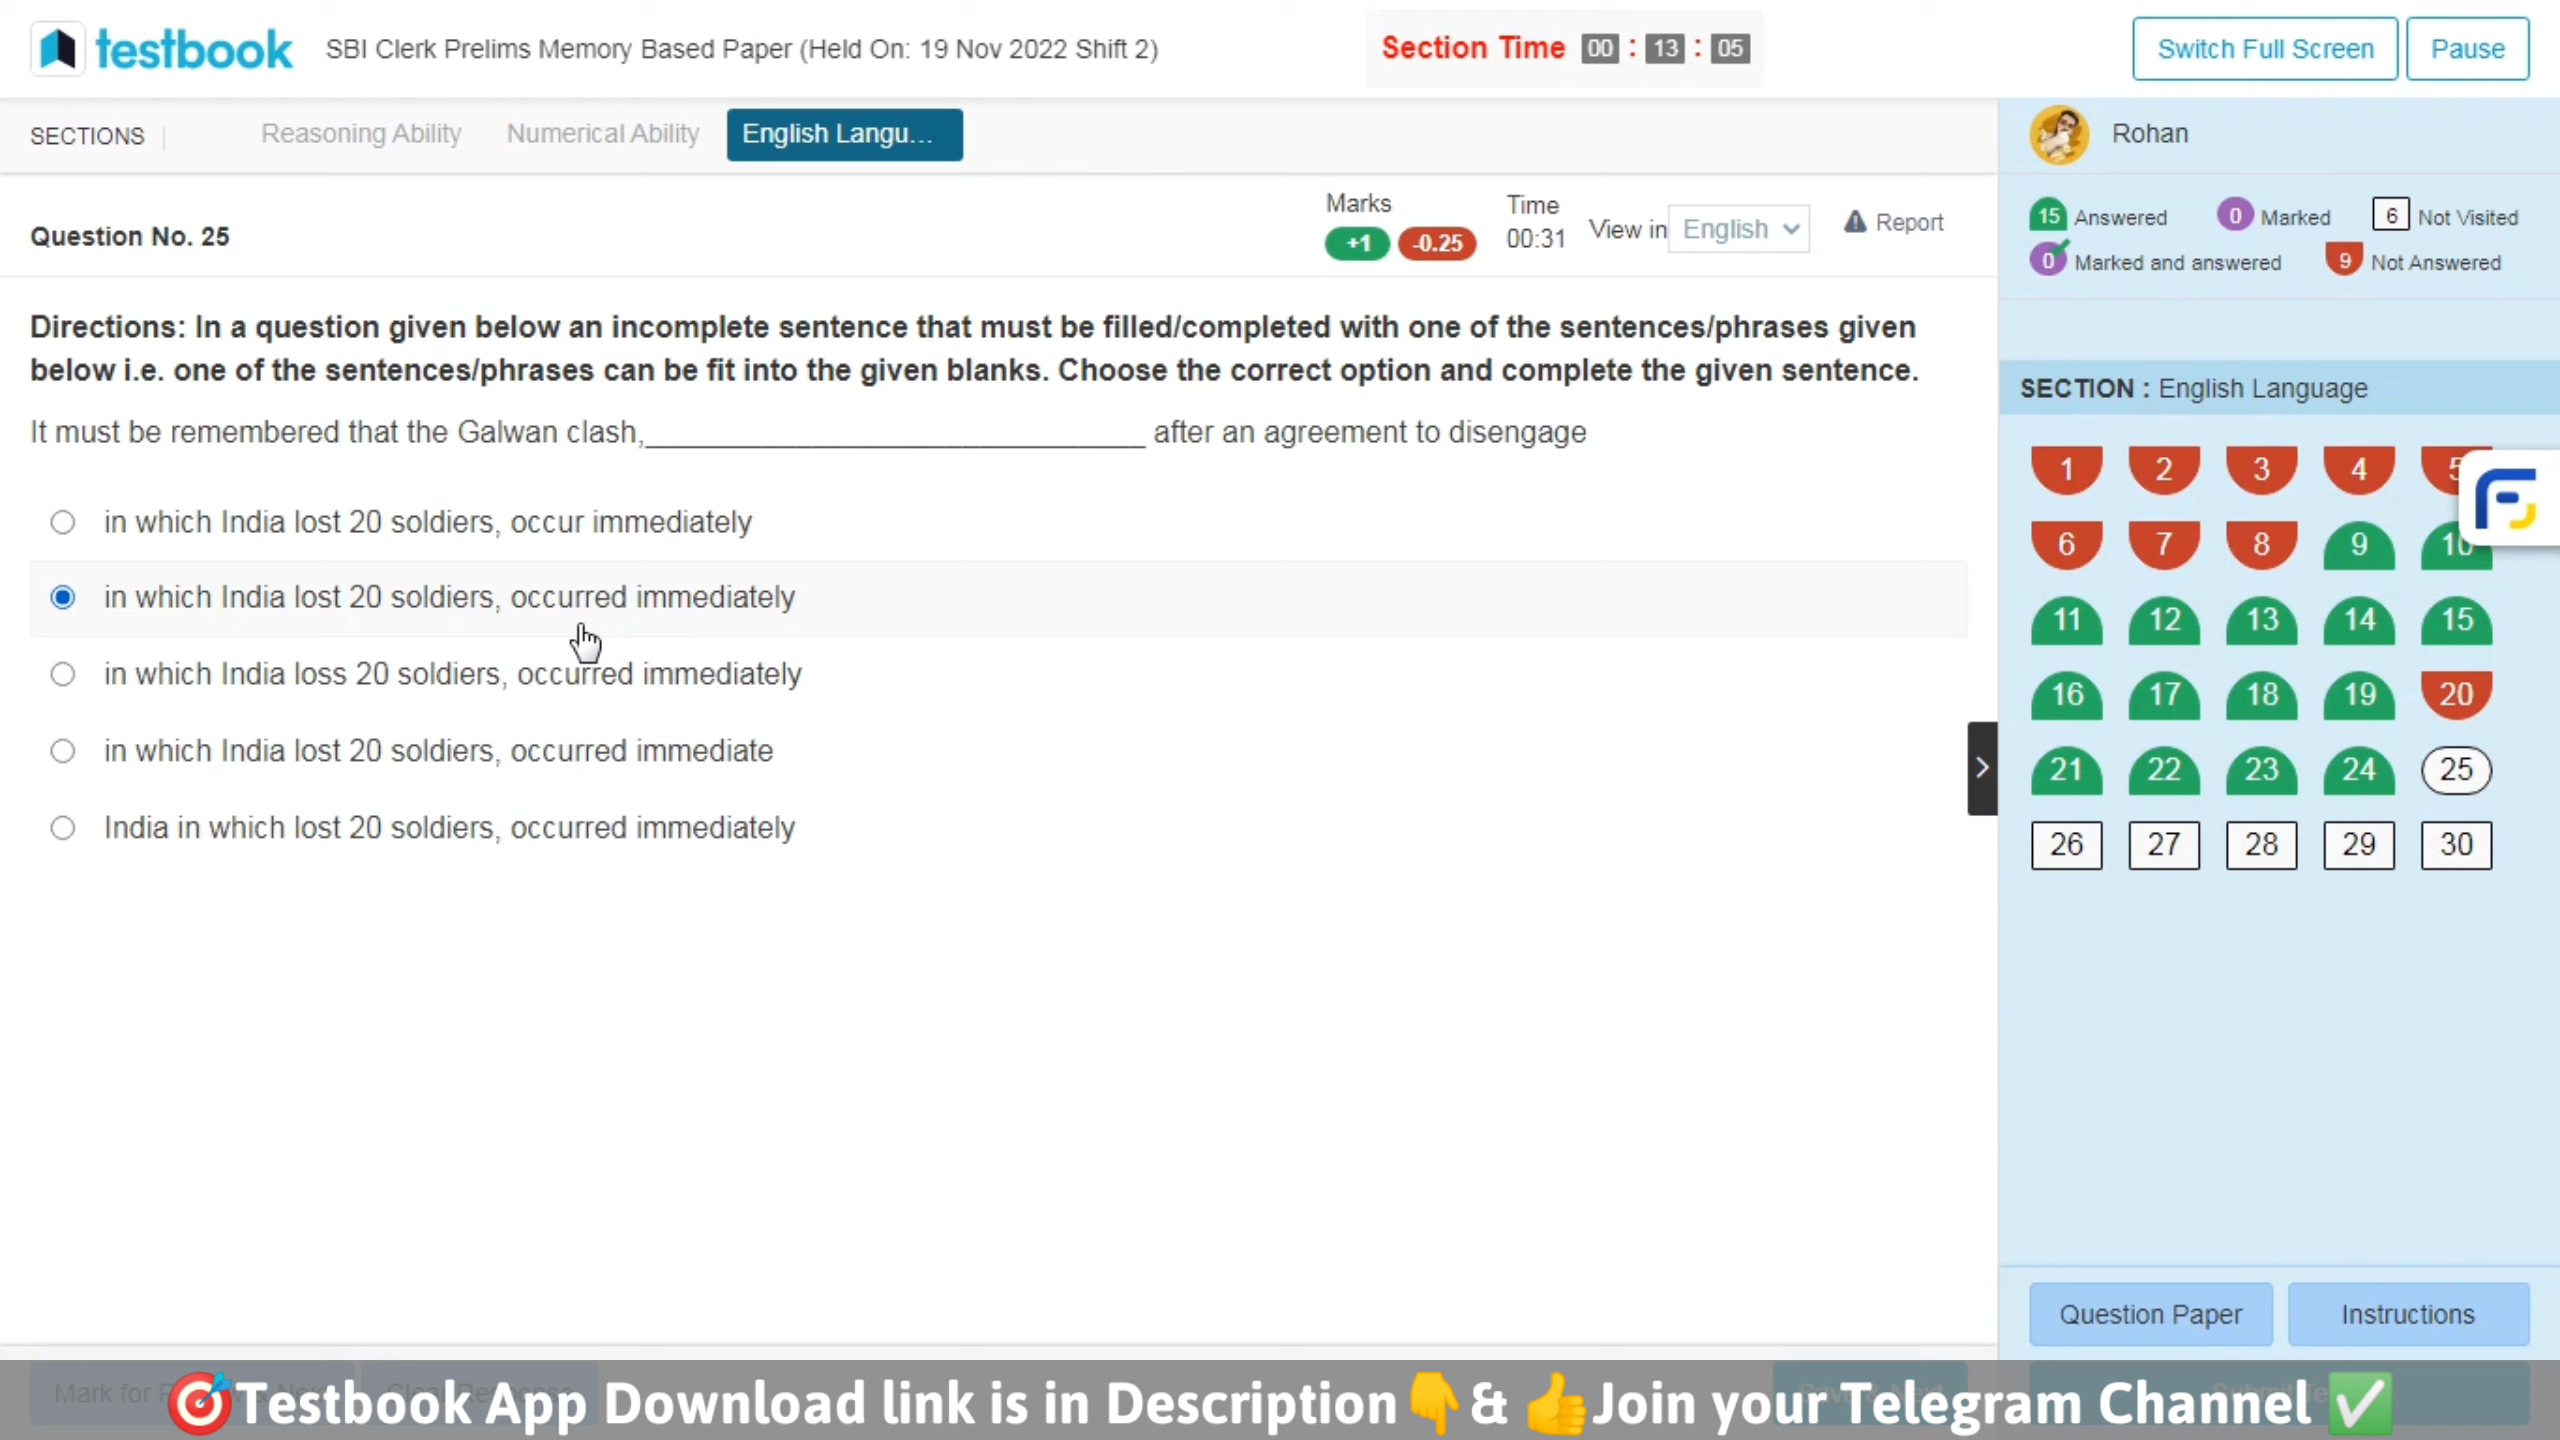 testbook SBI Clerk Prelims Memory Based Paper (Held On: 19 Nov 2022 Shift 2) Section Time 00 : 13 : 05 Switch Full Screen Pause
SECTIONS Reasoning Ability Numerical Ability English Langu... Rohan
Question No. 25 Marks +1 -0.25 Time 00:31 View in English Report
15 Answered 0 Marked 6 Not Visited
0 Marked and answered 9 Not Answered
Directions: In a question given below an incomplete sentence that must be filled/completed with one of the sentences/phrases given
below i.e. one of the sentences/phrases can be fit into the given blanks. Choose the correct option and complete the given sentence.
It must be remembered that the Galwan clash,______________________________ after an agreement to disengage
in which India lost 20 soldiers, occur immediately
in which India lost 20 soldiers, occurred immediately
in which India loss 20 soldiers, occurred immediately
in which India lost 20 soldiers, occurred immediate
India in which lost 20 soldiers, occurred immediately
SECTION : English Language
1 2 3 4 5
6 7 8 9 10
11 12 13 14 15
16 17 18 19 20
21 22 23 24 25
26 27 28 29 30
Question Paper Instructions
Mark for
🎯Testbook App Download link is in Description👇& 👍Join your Telegram Channel ✅